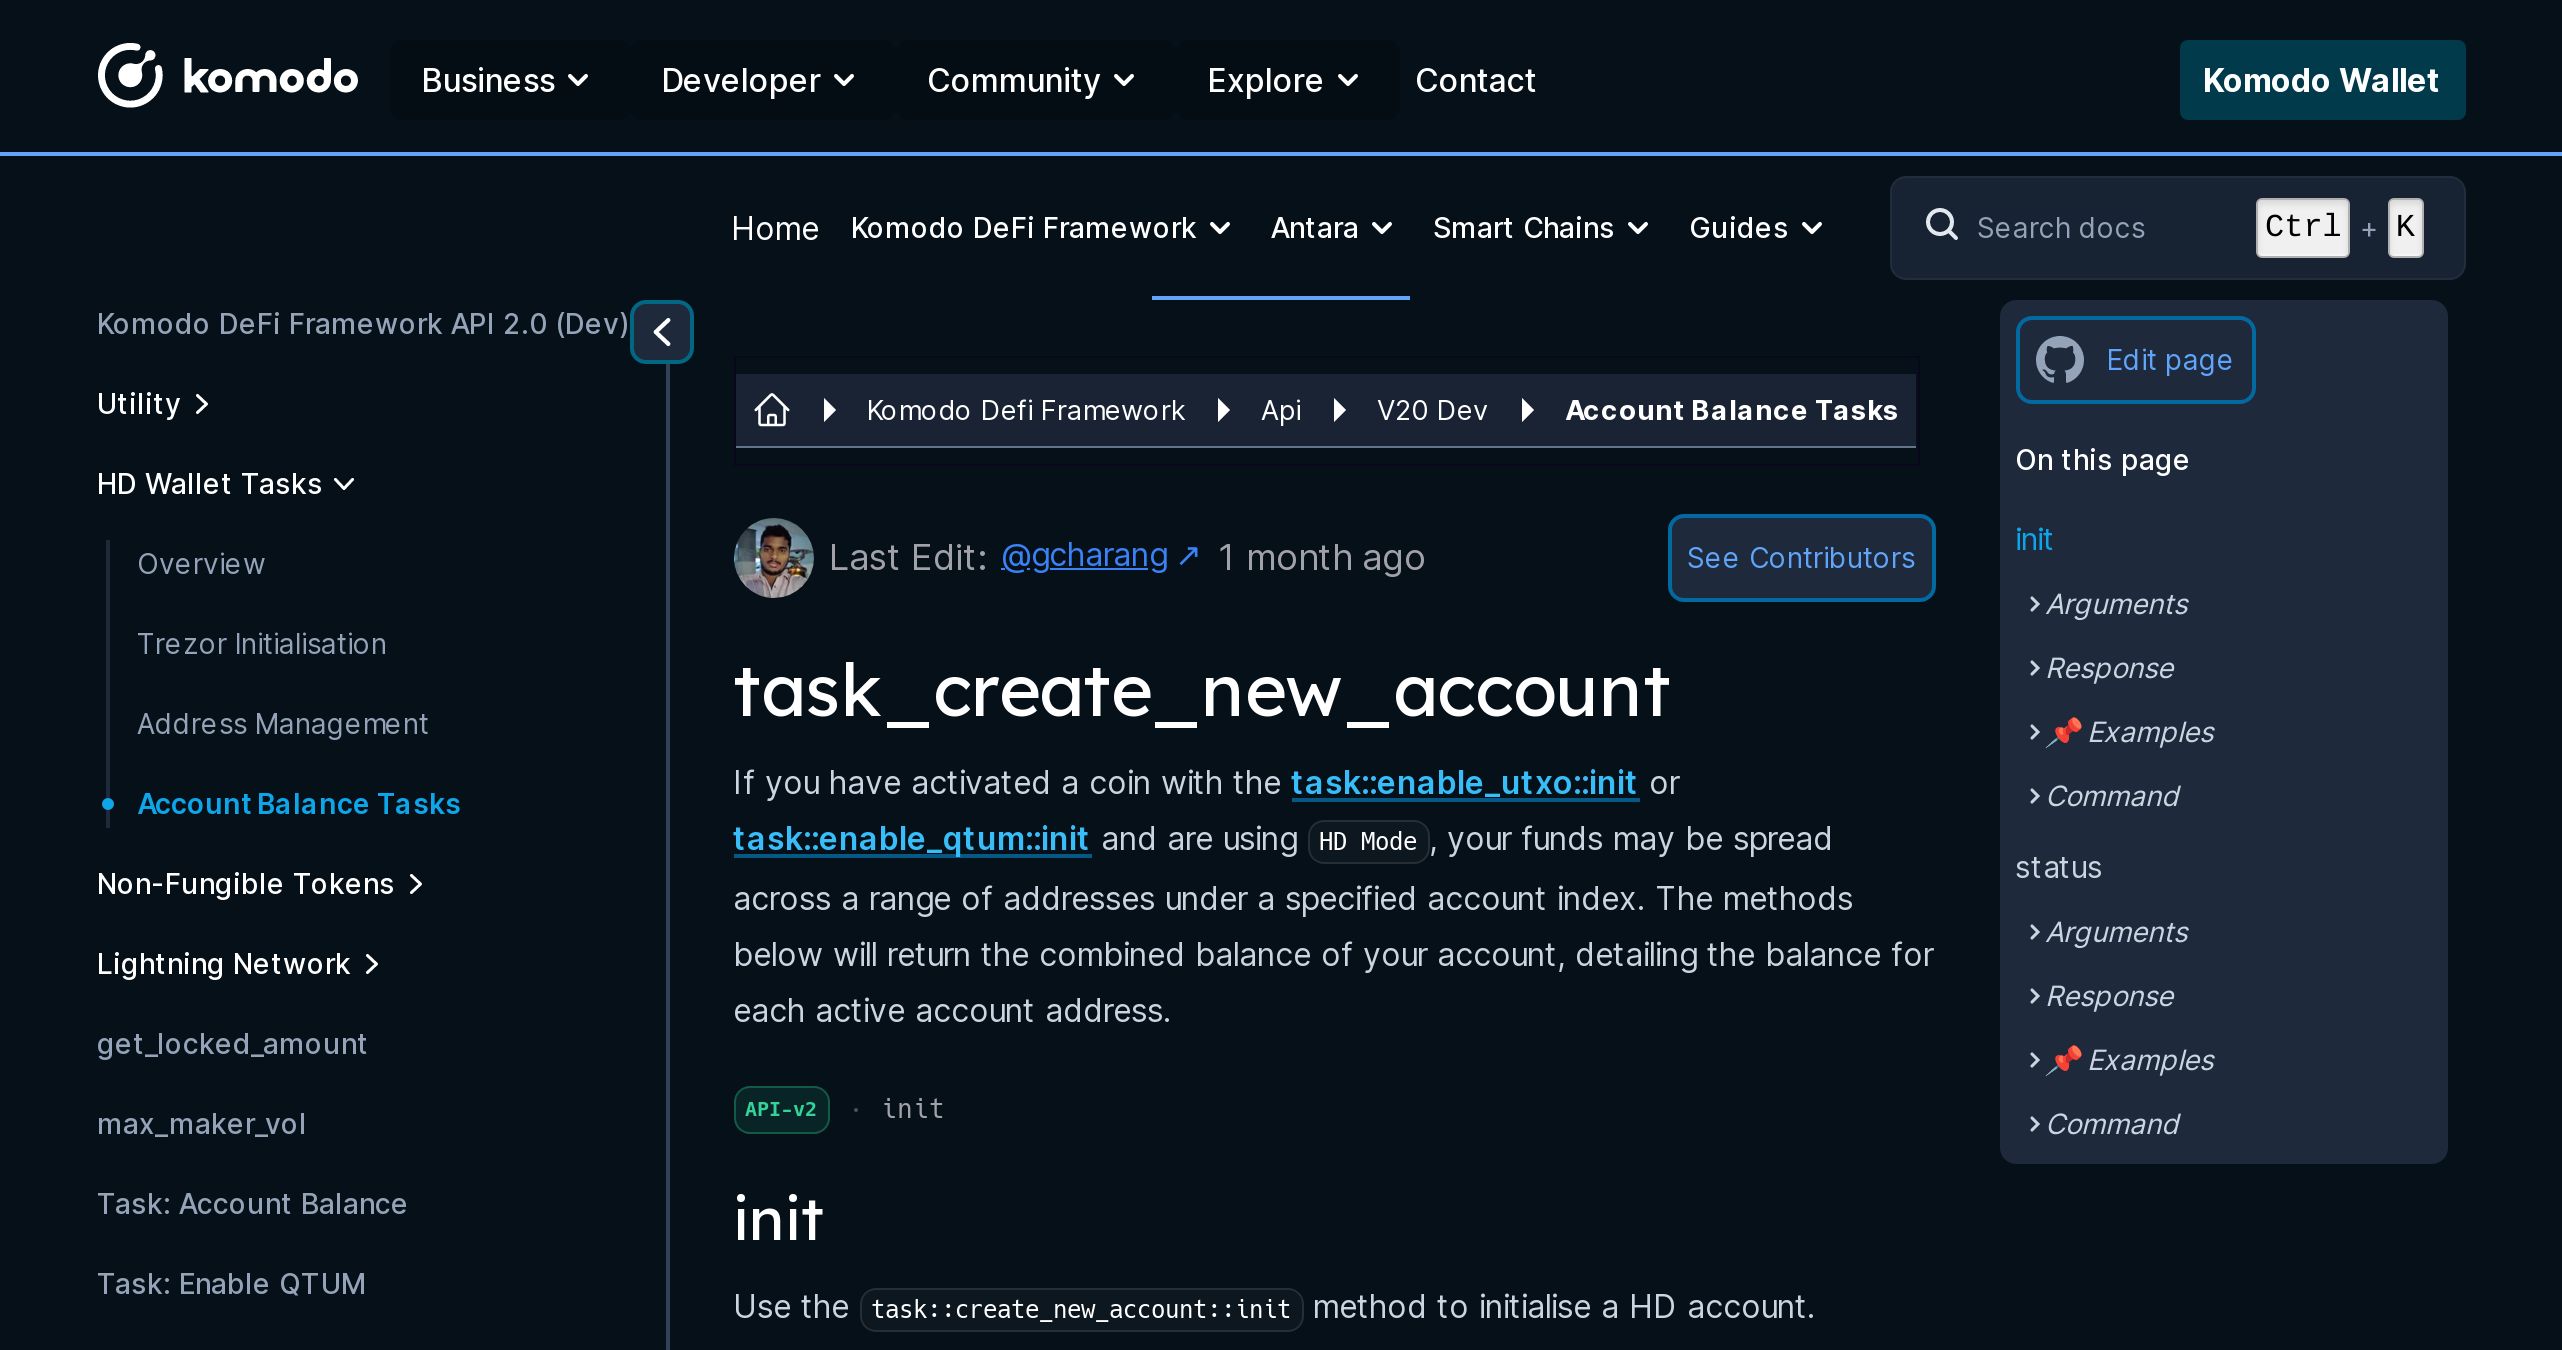 komodo
Business
Developer
Community
Explore
Contact
Komodo Wallet
Home
Komodo DeFi Framework
Antara
Smart Chains
Guides
Search docs
Ctrl + K
Komodo DeFi Framework API 2.0 (Dev)
Utility
HD Wallet Tasks
Overview
Trezor Initialisation
Address Management
Account Balance Tasks
Non-Fungible Tokens
Lightning Network
get_locked_amount
max_maker_vol
Task: Account Balance
Task: Enable QTUM
Komodo Defi Framework
Api
V20 Dev
Account Balance Tasks
Last Edit: @gcharang ↗ 1 month ago
See Contributors
task_create_new_account
If you have activated a coin with the task::enable_utxo::init or
task::enable_qtum::init and are using HD Mode, your funds may be spread
across a range of addresses under a specified account index. The methods
below will return the combined balance of your account, detailing the balance for
each active account address.
API-v2 · init
init
Use the task::create_new_account::init method to initialise a HD account.
Edit page
On this page
init
Arguments
Response
📌 Examples
Command
status
Arguments
Response
📌 Examples
Command